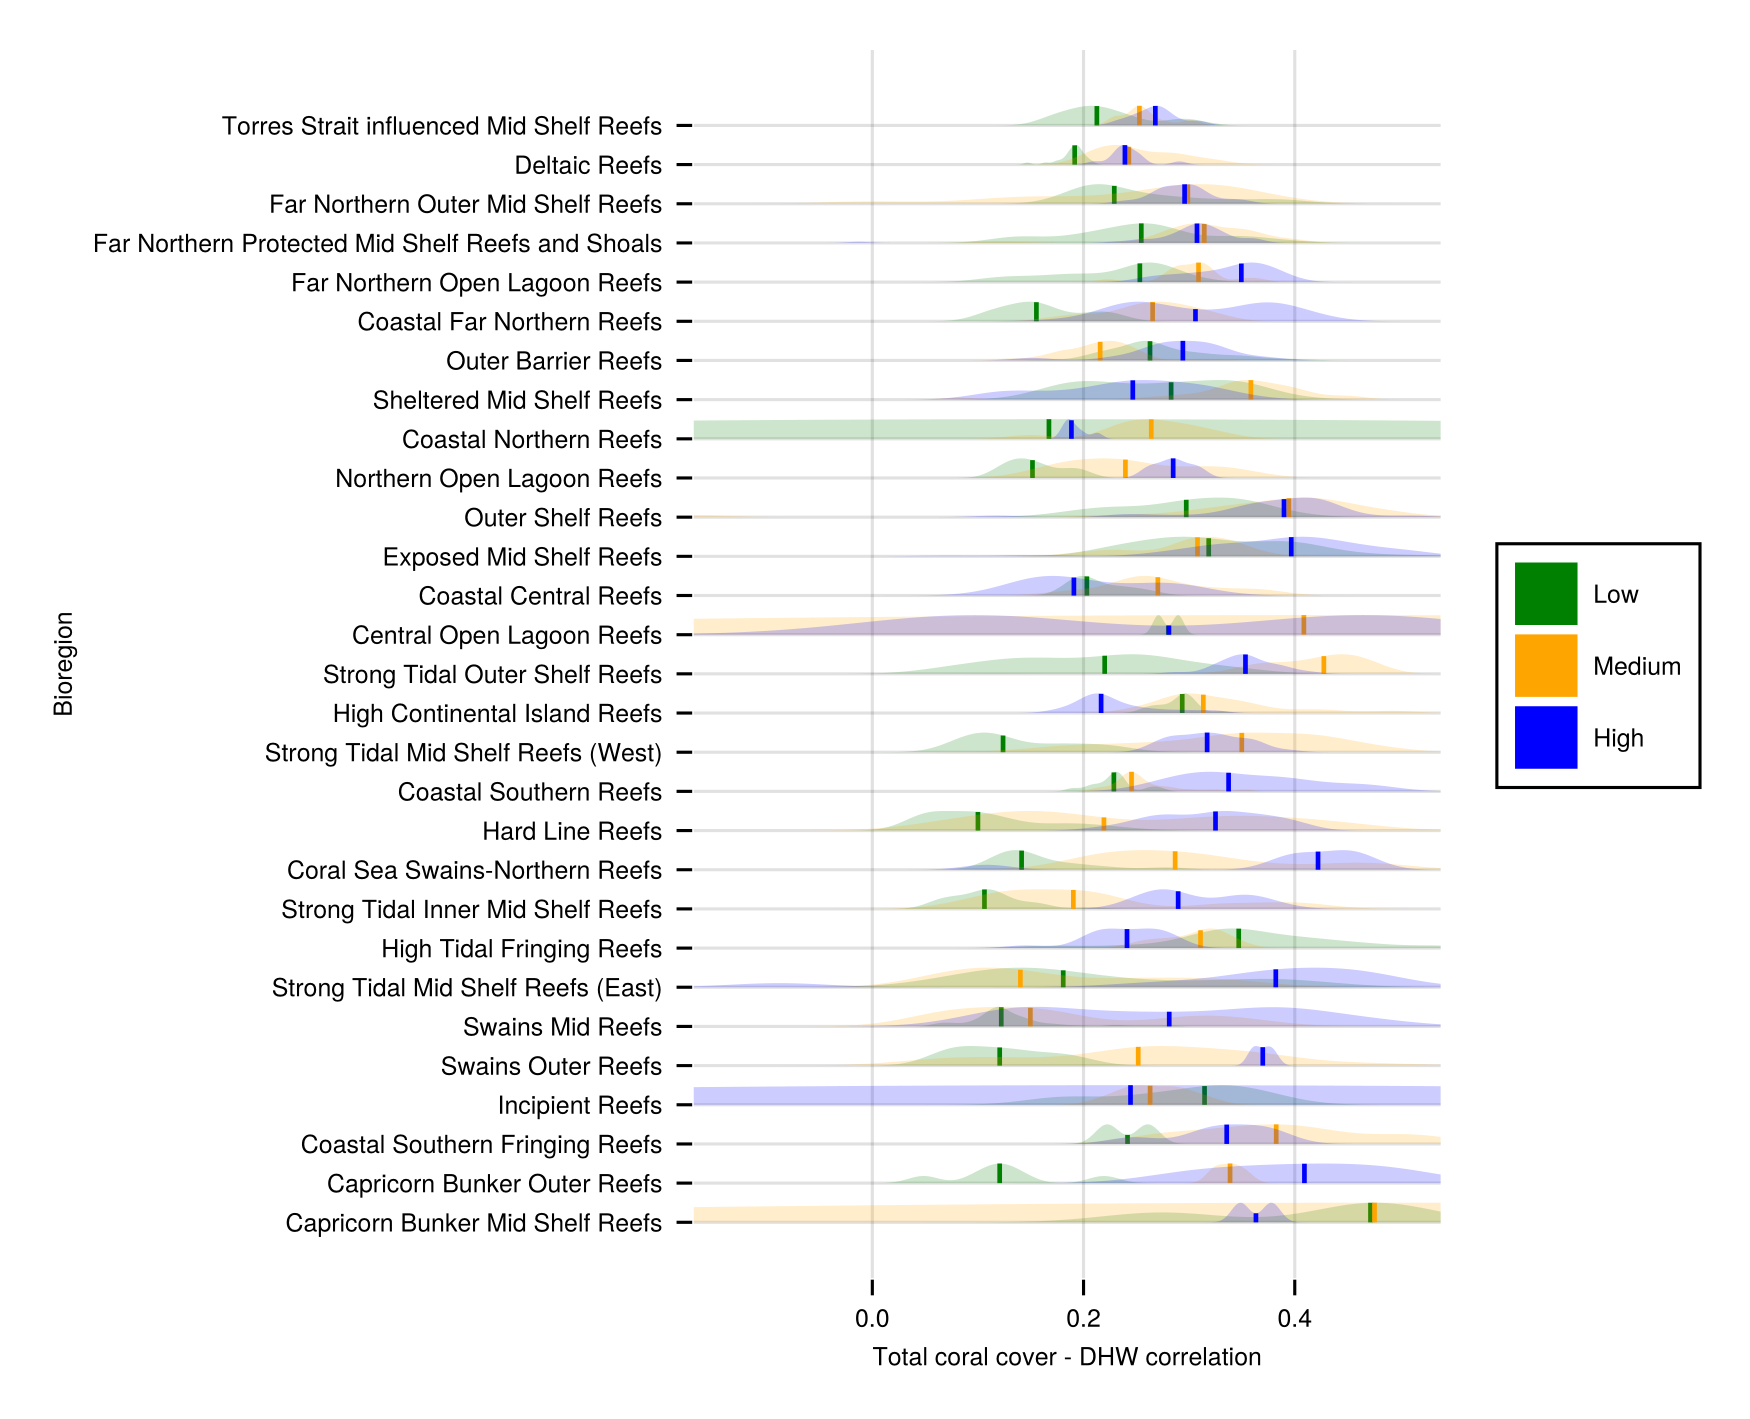 Torres Strait influenced Mid Shelf Reefs
Deltaic Reefs
Far Northern Outer Mid Shelf Reefs
Far Northern Protected Mid Shelf Reefs and Shoals
Far Northern Open Lagoon Reefs
Coastal Far Northern Reefs
Outer Barrier Reefs
Sheltered Mid Shelf Reefs
Coastal Northern Reefs
Northern Open Lagoon Reefs
Outer Shelf Reefs
Exposed Mid Shelf Reefs
Coastal Central Reefs
Central Open Lagoon Reefs
Strong Tidal Outer Shelf Reefs
High Continental Island Reefs
Strong Tidal Mid Shelf Reefs (West)
Coastal Southern Reefs
Hard Line Reefs
Coral Sea Swains-Northern Reefs
Strong Tidal Inner Mid Shelf Reefs
High Tidal Fringing Reefs
Strong Tidal Mid Shelf Reefs (East)
Swains Mid Reefs
Swains Outer Reefs
Incipient Reefs
Coastal Southern Fringing Reefs
Capricorn Bunker Outer Reefs
Capricorn Bunker Mid Shelf Reefs
Bioregion
0.0 0.2 0.4
Total coral cover - DHW correlation
Low
Medium
High